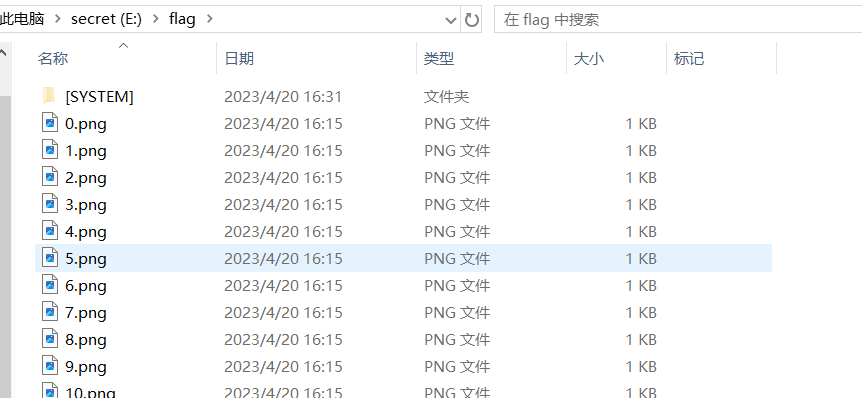 此电脑 > secret (E:) > flag >
在 flag 中搜索
名称 日期 类型 大小 标记
[SYSTEM] 2023/4/20 16:31 文件夹
0.png 2023/4/20 16:15 PNG 文件 1 KB
1.png 2023/4/20 16:15 PNG 文件 1 KB
2.png 2023/4/20 16:15 PNG 文件 1 KB
3.png 2023/4/20 16:15 PNG 文件 1 KB
4.png 2023/4/20 16:15 PNG 文件 1 KB
5.png 2023/4/20 16:15 PNG 文件 1 KB
6.png 2023/4/20 16:15 PNG 文件 1 KB
7.png 2023/4/20 16:15 PNG 文件 1 KB
8.png 2023/4/20 16:15 PNG 文件 1 KB
9.png 2023/4/20 16:15 PNG 文件 1 KB
10.png 2023/4/20 16:15 PNG 文件 1 KB